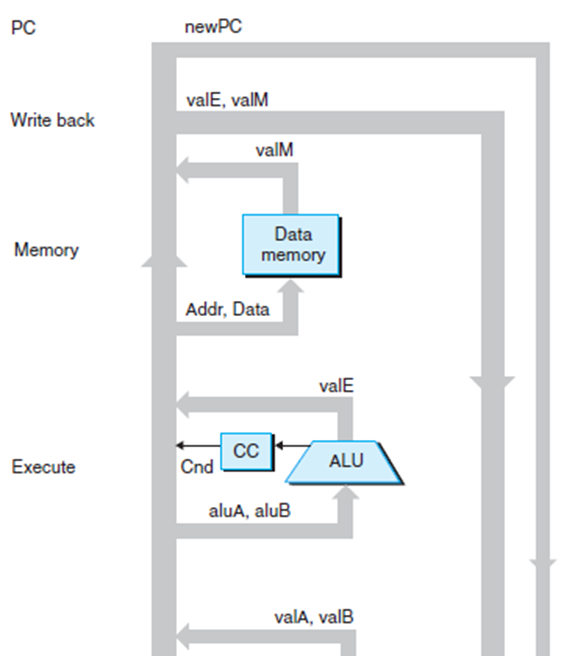 PC
newPC
valE, valM
Write back
valM
Data
memory
Memory
Addr, Data
valE
CC
ALU
Execute
Cnd
aluA, aluB
valA, valB